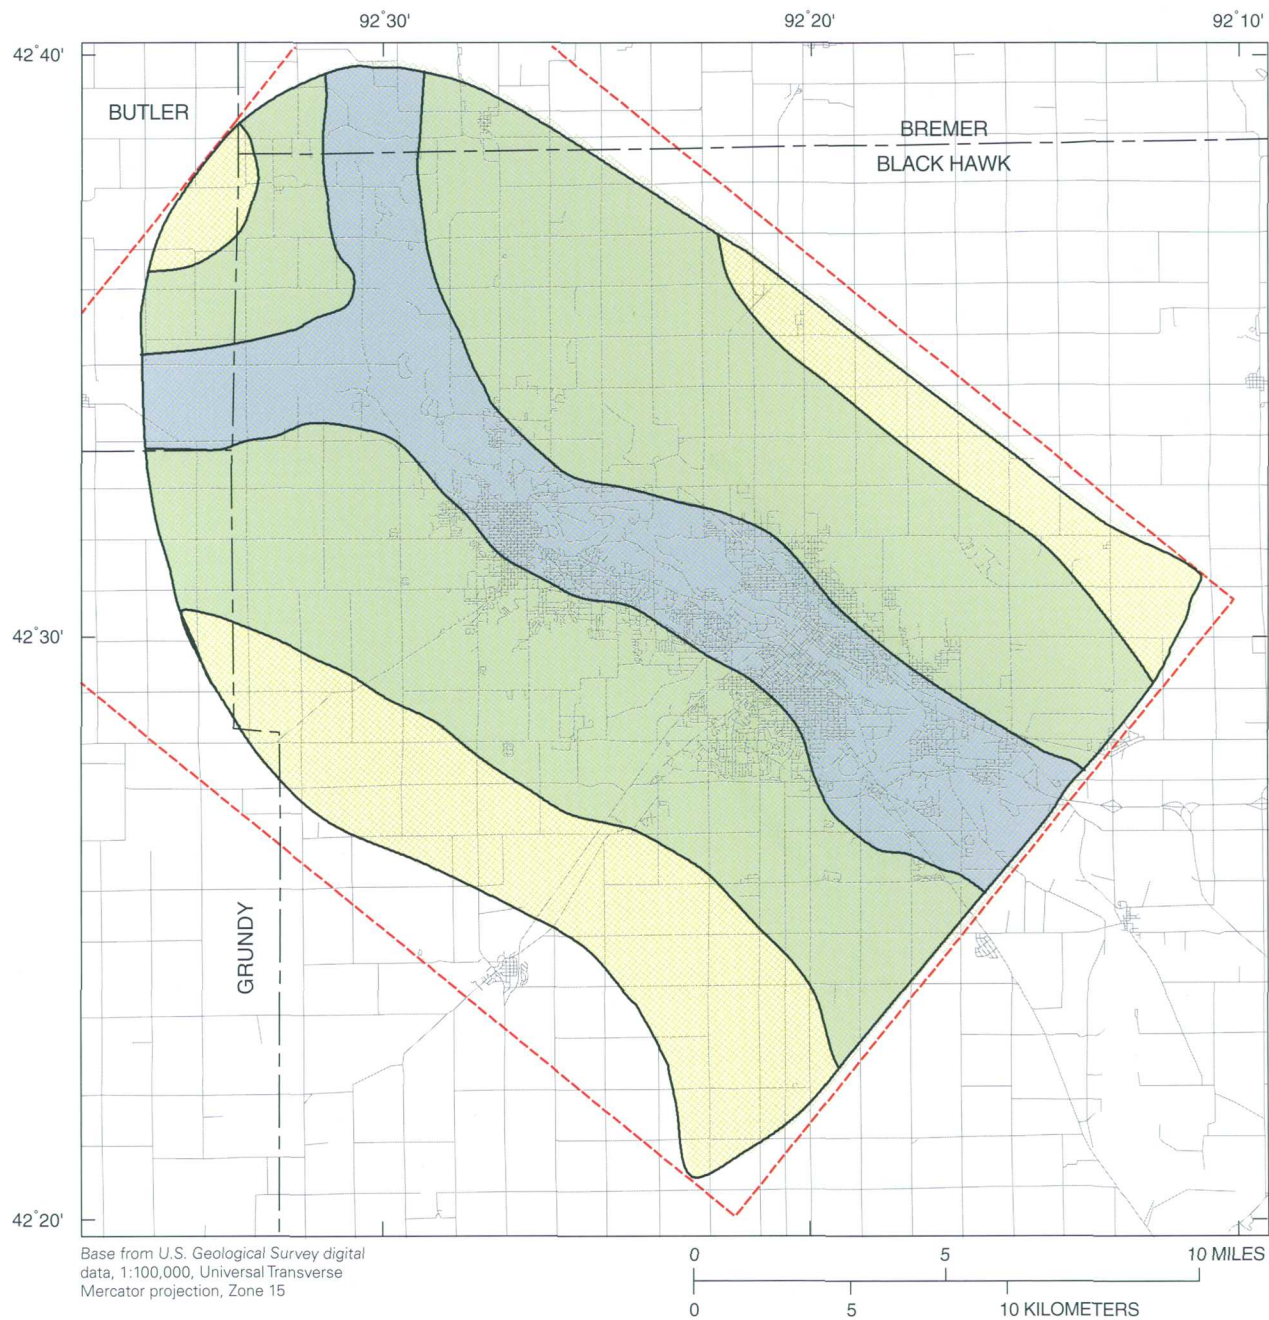 92°30' 92°20' 92°10'
42°40'
BUTLER
BREMER
BLACK HAWK
42°30'
GRUNDY
42°20'
Base from U.S. Geological Survey digital
data, 1:100,000, Universal Transverse
Mercator projection, Zone 15
0 5 10 MILES
0 5 10 KILOMETERS